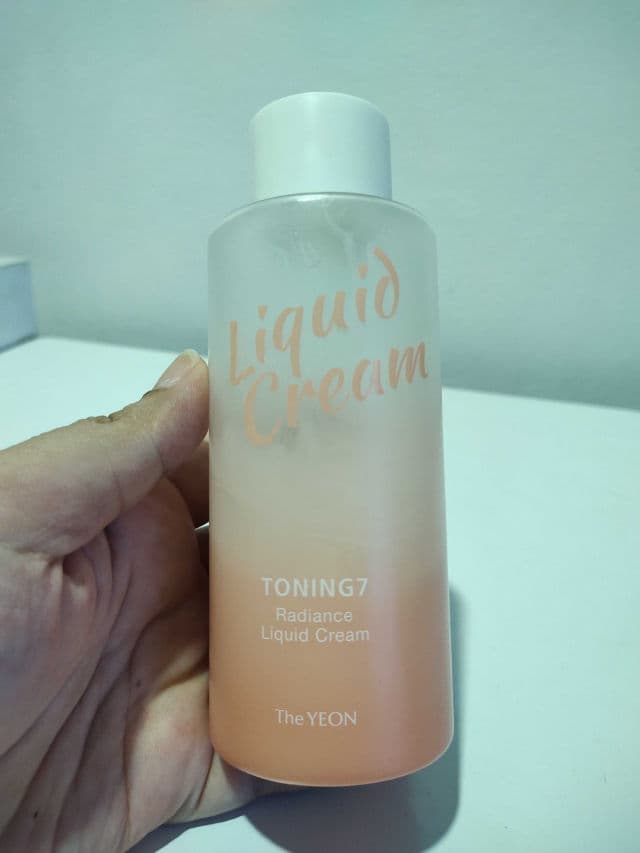 Liquid
Cream
TONING7
Radiance
Liquid Cream
The YEON